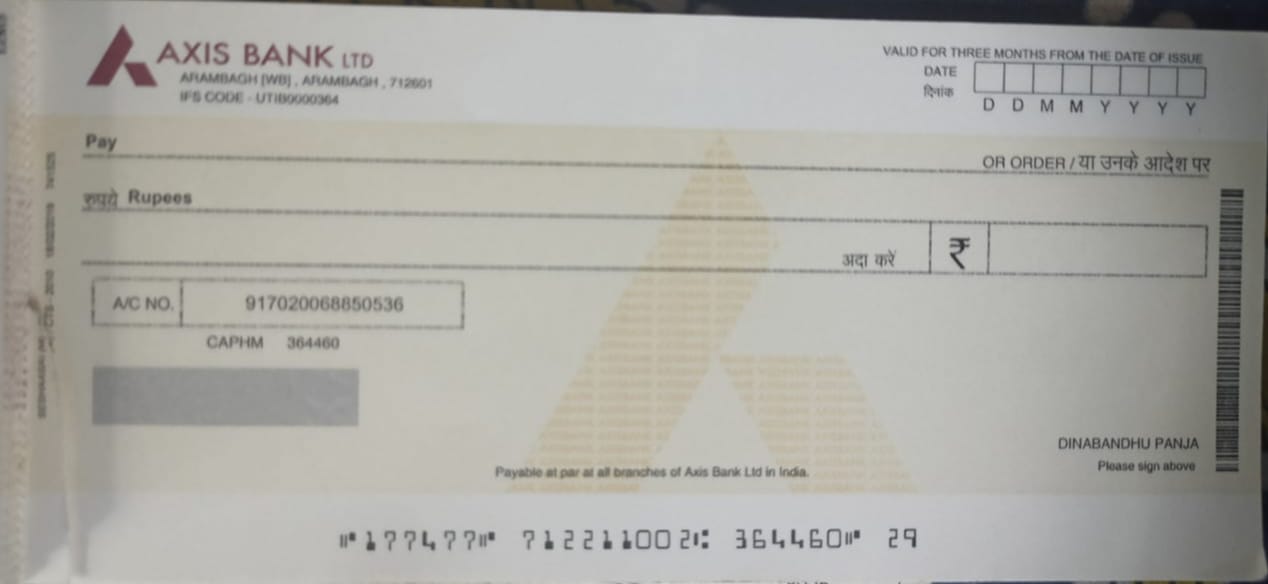 AXIS BANK LTD
ARAMBAGH [WB] , ARAMBAGH , 712601
IFS CODE - UTIB0000364
VALID FOR THREE MONTHS FROM THE DATE OF ISSUE
DATE
दिनांक
D D M M Y Y Y Y
Pay
OR ORDER / या उनके आदेश पर
रुपये Rupees
अदा करें ₹
A/C NO. 917020068850536
CAPHM 364460
DINABANDHU PANJA
Please sign above
Payable at par at all branches of Axis Bank Ltd in India.
⑈177477⑈ 712211002⑆ 364460⑈ 29